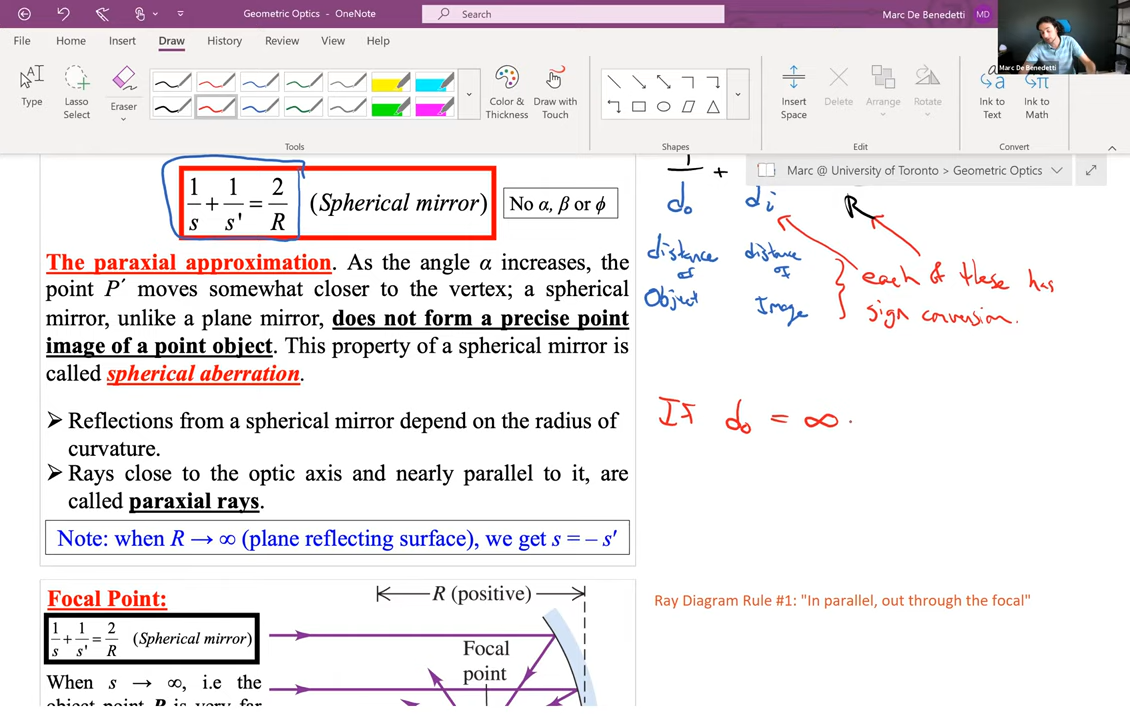 Geometric Optics - OneNote
Search
Marc De Benedetti
MD
Marc De Benedetti
File Home Insert Draw History Review View Help
Type
Lasso Select
Eraser
Color & Thickness
Draw with Touch
Insert Space
Delete
Arrange
Rotate
Ink to Text
Ink to Math
Tools
Shapes
Edit
Convert
Marc @ University of Toronto > Geometric Optics
1/s + 1/s' = 2/R (Spherical mirror)
No α, β or ϕ
The paraxial approximation. As the angle α increases, the
point P´ moves somewhat closer to the vertex; a spherical
mirror, unlike a plane mirror, does not form a precise point
image of a point object. This property of a spherical mirror is
called spherical aberration.
➢ Reflections from a spherical mirror depend on the radius of
curvature.
➢ Rays close to the optic axis and nearly parallel to it, are
called paraxial rays.
Note: when R → ∞ (plane reflecting surface), we get s = – s'
Focal Point:
1/s + 1/s' = 2/R (Spherical mirror)
When s → ∞, i.e the
R (positive)
Focal
point
1/do +
di
R
distance of Object
distance of Image
each of these has
sign conversion.
If do = ∞
Ray Diagram Rule #1: "In parallel, out through the focal"